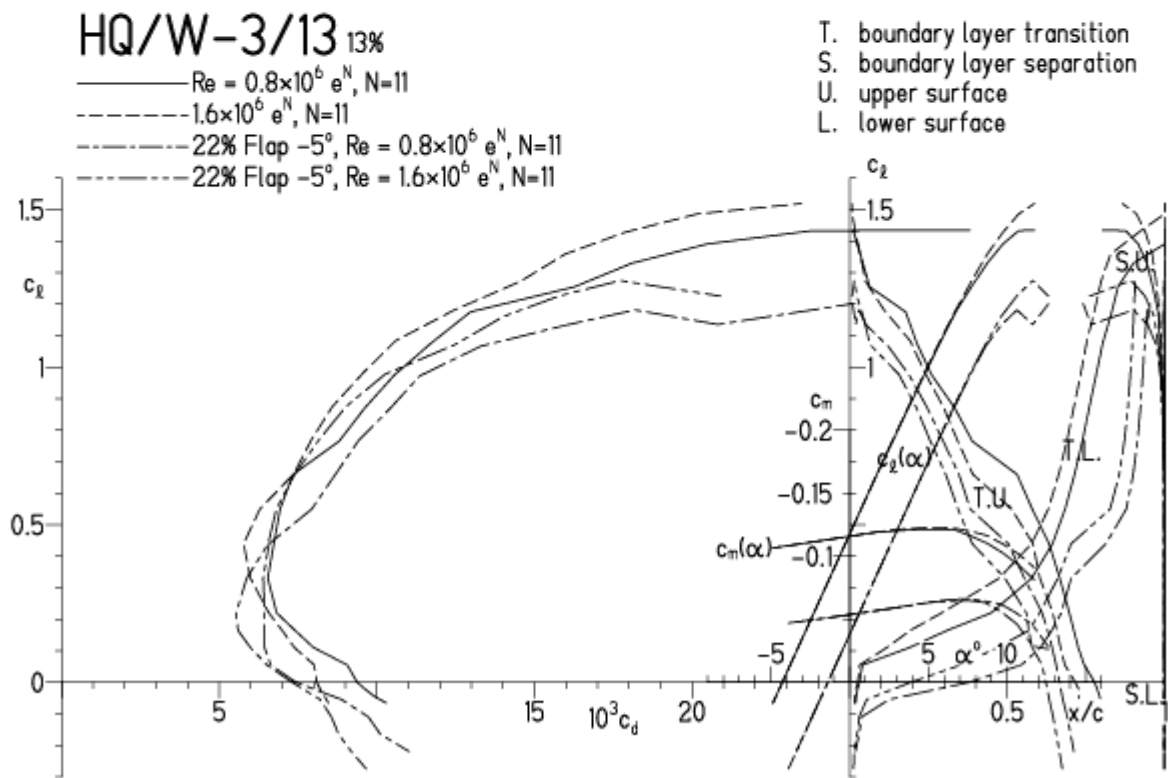 HQ/W-3/13 13%
Re = 0.8×10⁶ eᴺ, N=11
1.6×10⁶ eᴺ, N=11
22% Flap -5°, Re = 0.8×10⁶ eᴺ, N=11
22% Flap -5°, Re = 1.6×10⁶ eᴺ, N=11
T. boundary layer transition
S. boundary layer separation
U. upper surface
L. lower surface
cℓ
1.5
1.5
S.U.
cℓ
1
1
cm
-0.2
cℓ(α)
T.L.
-0.15
T.U.
0.5
cm(α)
-0.1
-5
5
α°
10
0
S.L.
5
15
10³cd
20
0.5
x/c